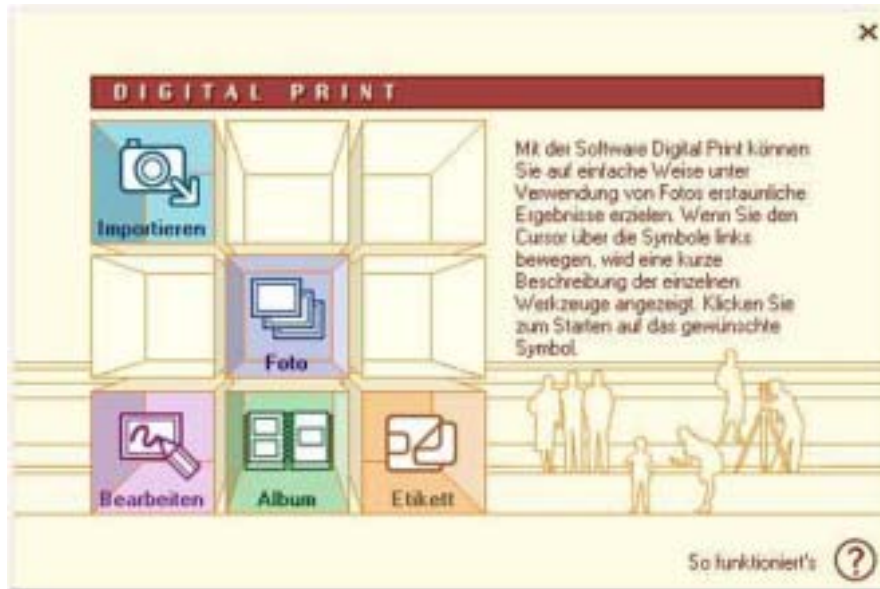 DIGITAL PRINT
Importieren
Foto
Bearbeiten
Album
Etikett
Mit der Software Digital Print können
Sie auf einfache Weise unter
Verwendung von Fotos erstaunliche
Ergebnisse erzielen. Wenn Sie den
Cursor über die Symbole links
bewegen, wird eine kurze
Beschreibung der einzelnen
Werkzeuge angezeigt. Klicken Sie
zum Starten auf das gewünschte
Symbol.
So funktioniert's ?